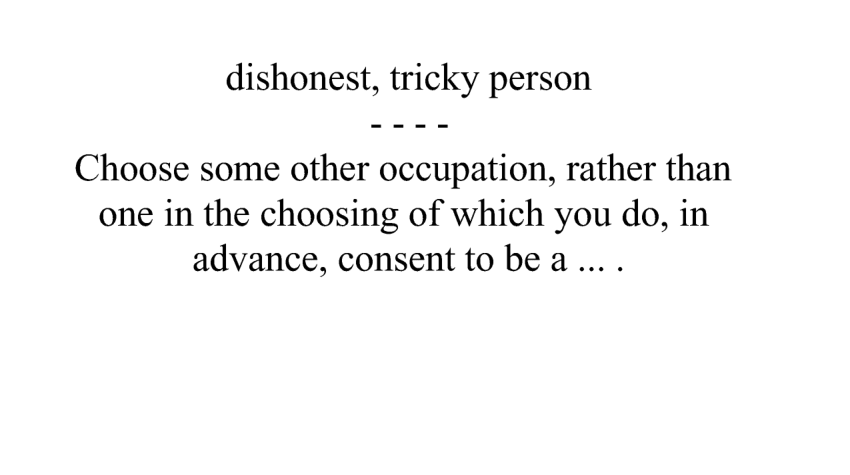 dishonest, tricky person
- - - -
Choose some other occupation, rather than
one in the choosing of which you do, in
advance, consent to be a ... .